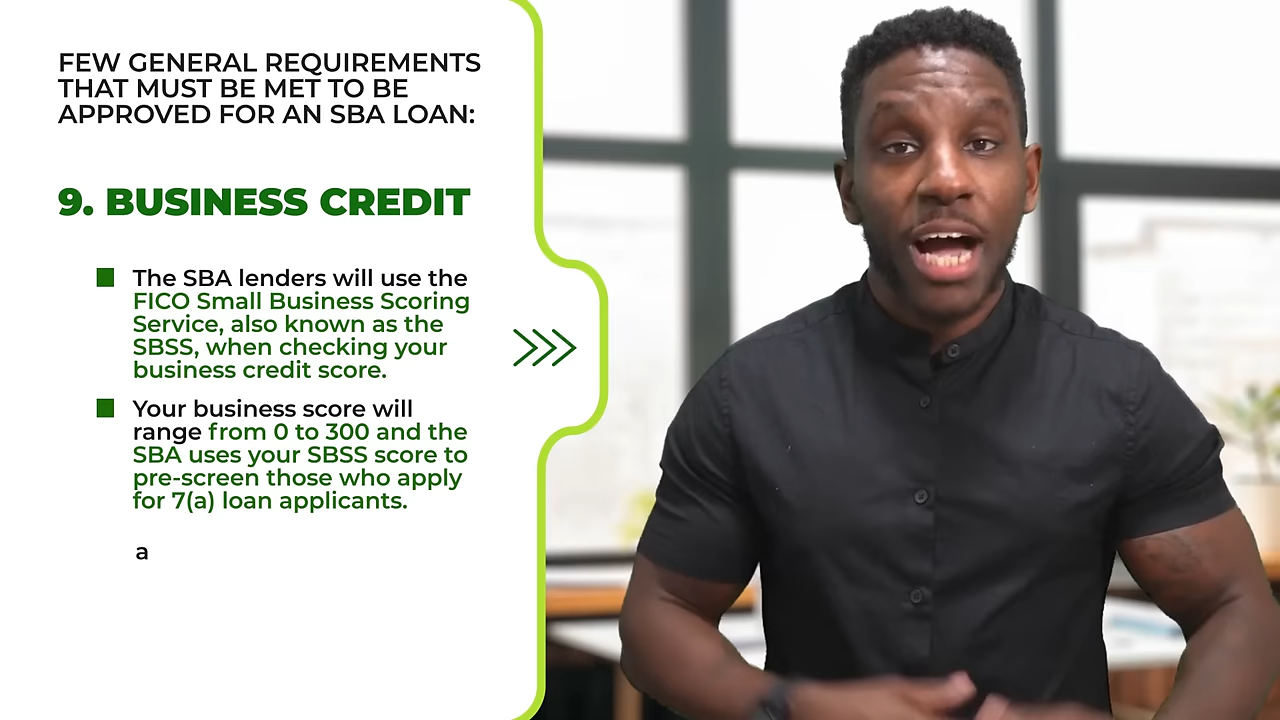 FEW GENERAL REQUIREMENTS
THAT MUST BE MET TO BE
APPROVED FOR AN SBA LOAN:
9. BUSINESS CREDIT
The SBA lenders will use the
FICO Small Business Scoring
Service, also known as the
SBSS, when checking your
business credit score.
Your business score will
range from 0 to 300 and the
SBA uses your SBSS score to
pre-screen those who apply
for 7(a) loan applicants.
a